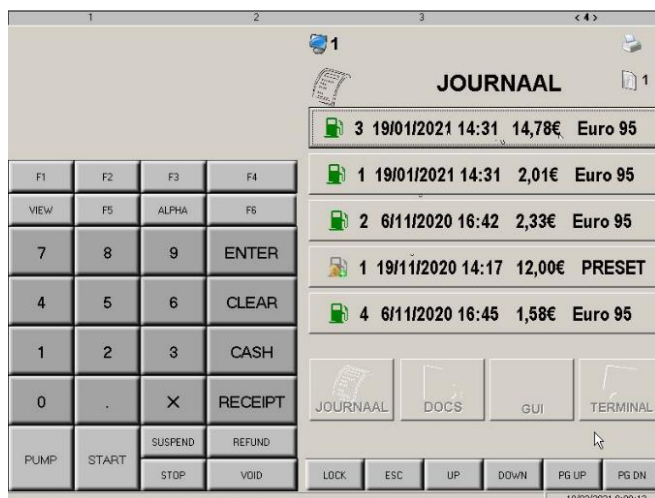 1 2 3 <4>
1
JOURNAAL 1
3 19/01/2021 14:31 14,78€ Euro 95
1 19/01/2021 14:31 2,01€ Euro 95
2 6/11/2020 16:42 2,33€ Euro 95
1 19/11/2020 14:17 12,00€ PRESET
4 6/11/2020 16:45 1,58€ Euro 95
F1 F2 F3 F4
VIEW F5 ALPHA F6
7 8 9 ENTER
4 5 6 CLEAR
1 2 3 CASH
0 . X RECEIPT
PUMP START SUSPEND REFUND
STOP VOID
JOURNAAL DOCS GUI TERMINAL
LOCK ESC UP DOWN PG UP PG DN